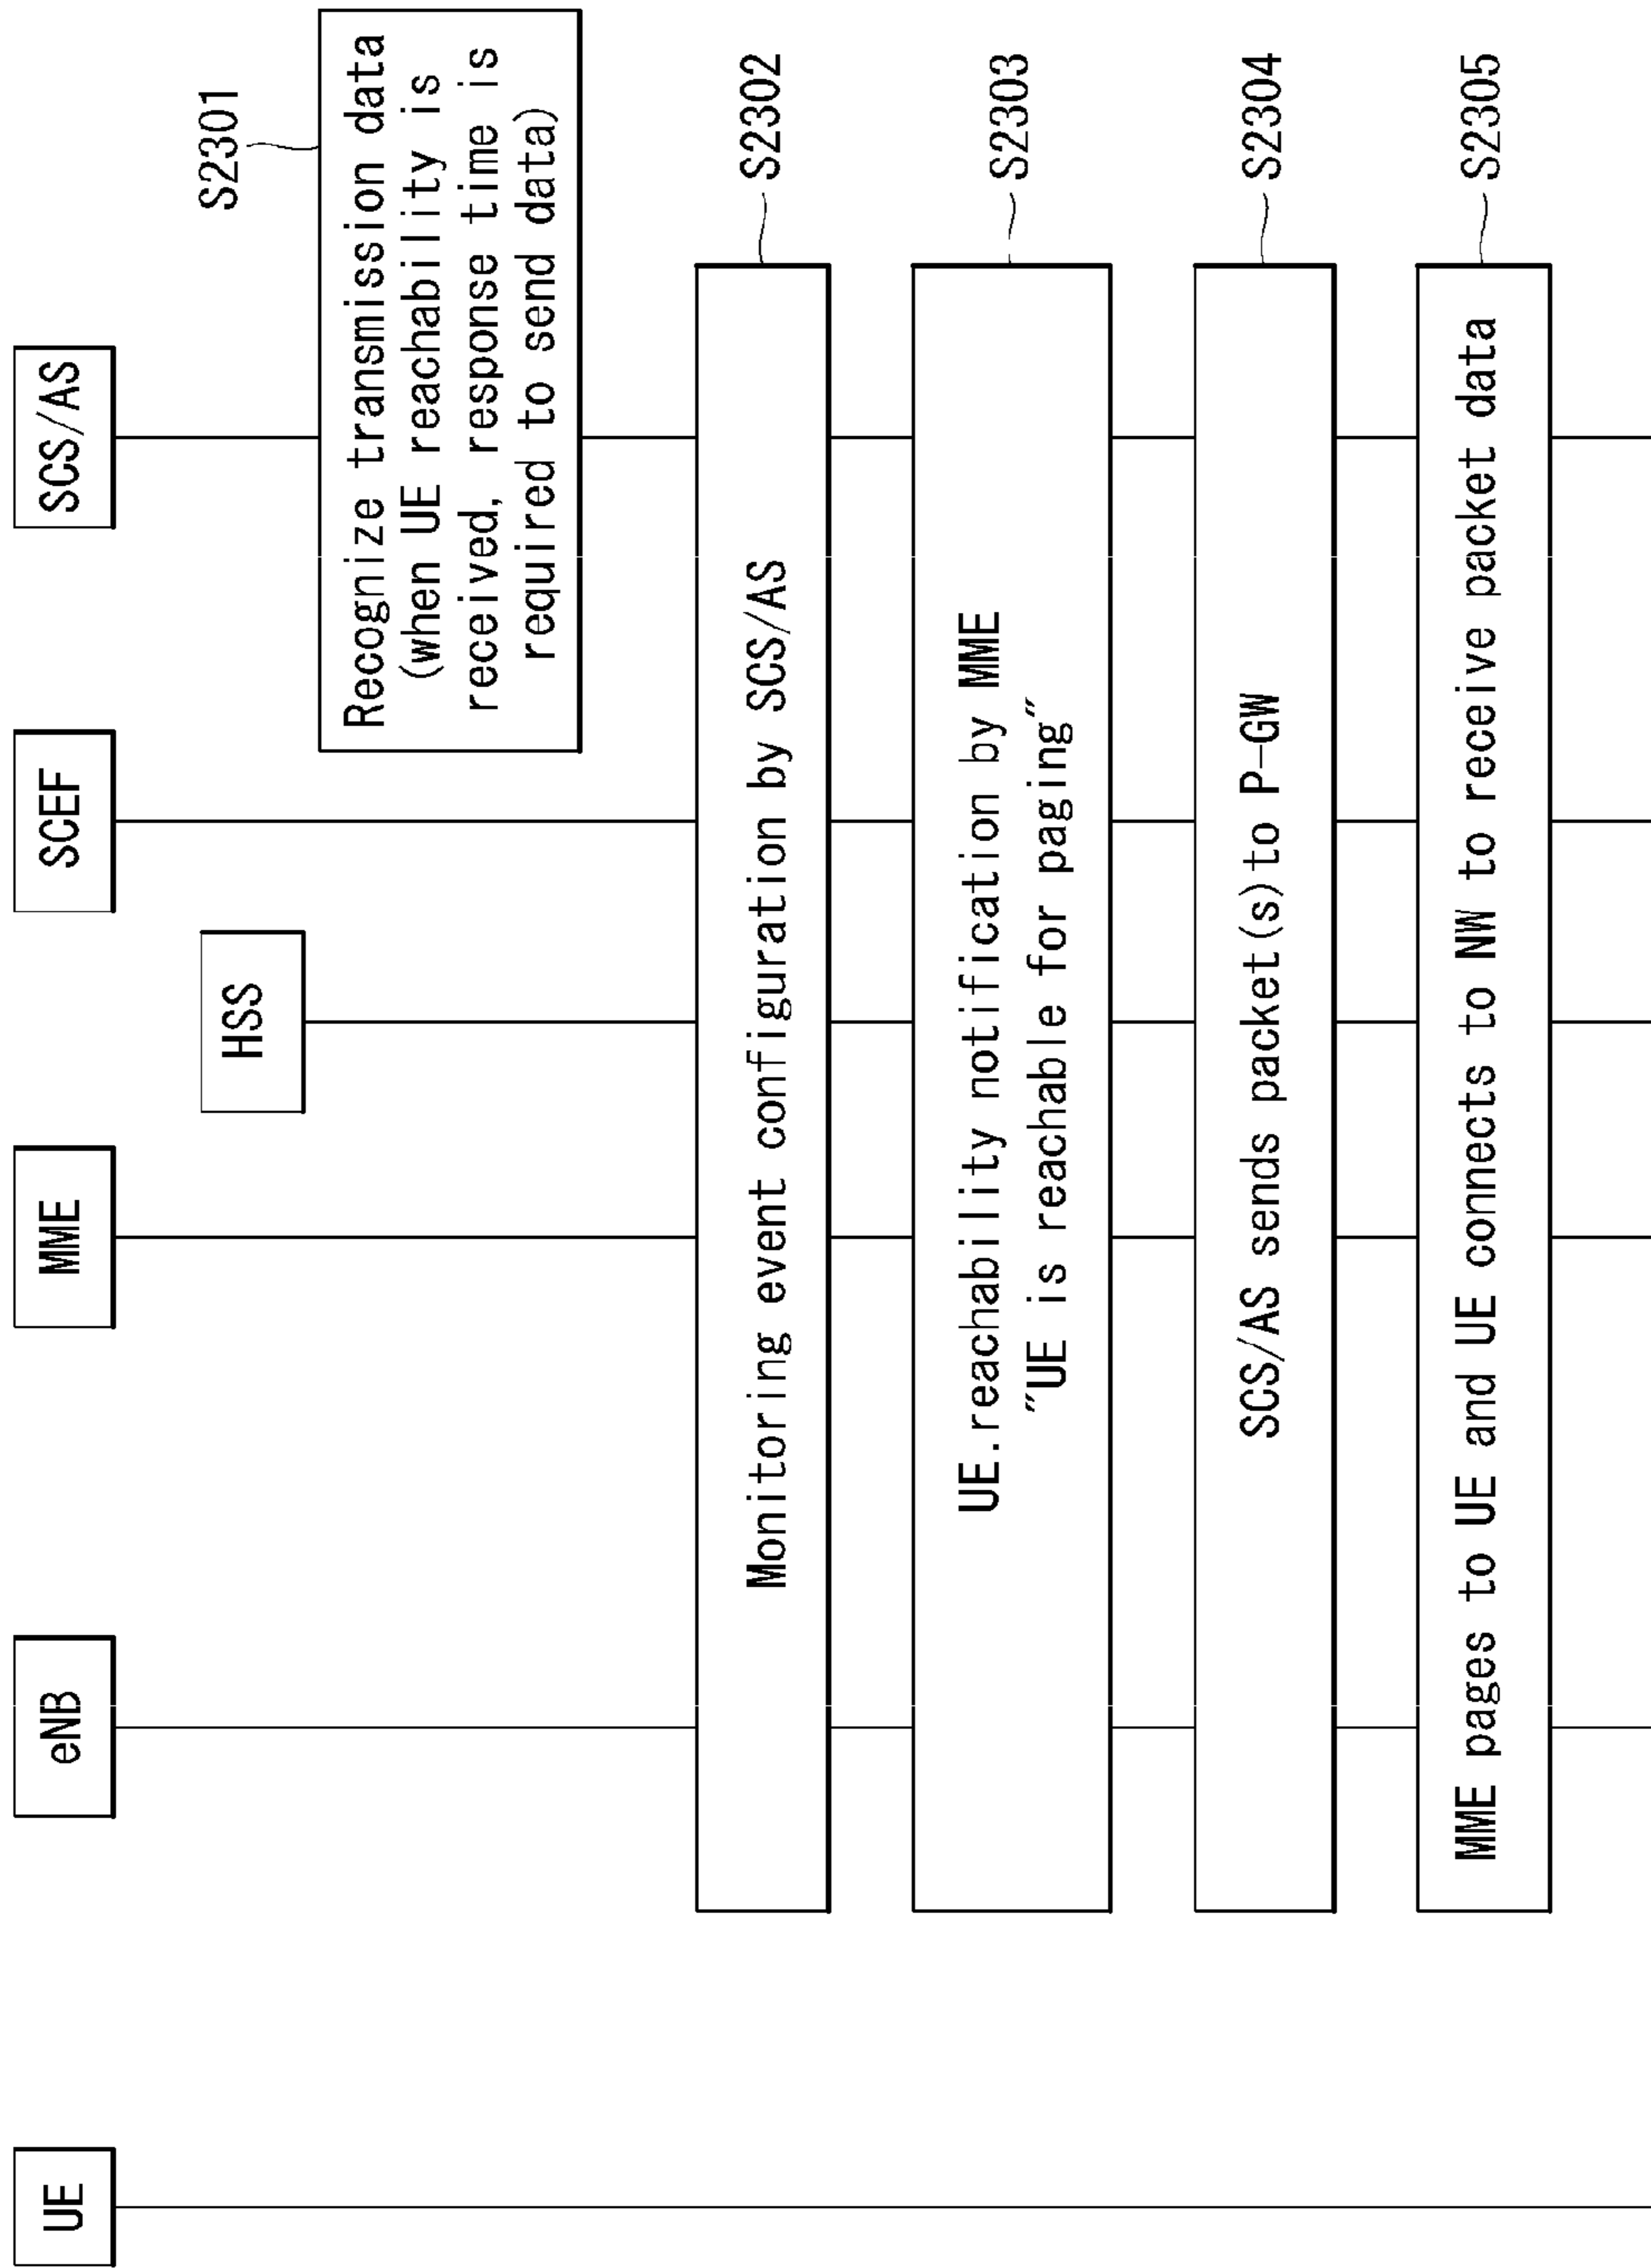 UE
eNB
MME
HSS
SCEF
SCS/AS
S2301
Recognize transmission data
(when UE reachability is
received, response time is
required to send data)
Monitoring event configuration by SCS/AS
S2302
UE.reachability notification by MME
"UE is reachable for paging"
S2303
SCS/AS sends packet(s)to P-GW
S2304
MME pages to UE and UE connects to NW to receive packet data
S2305